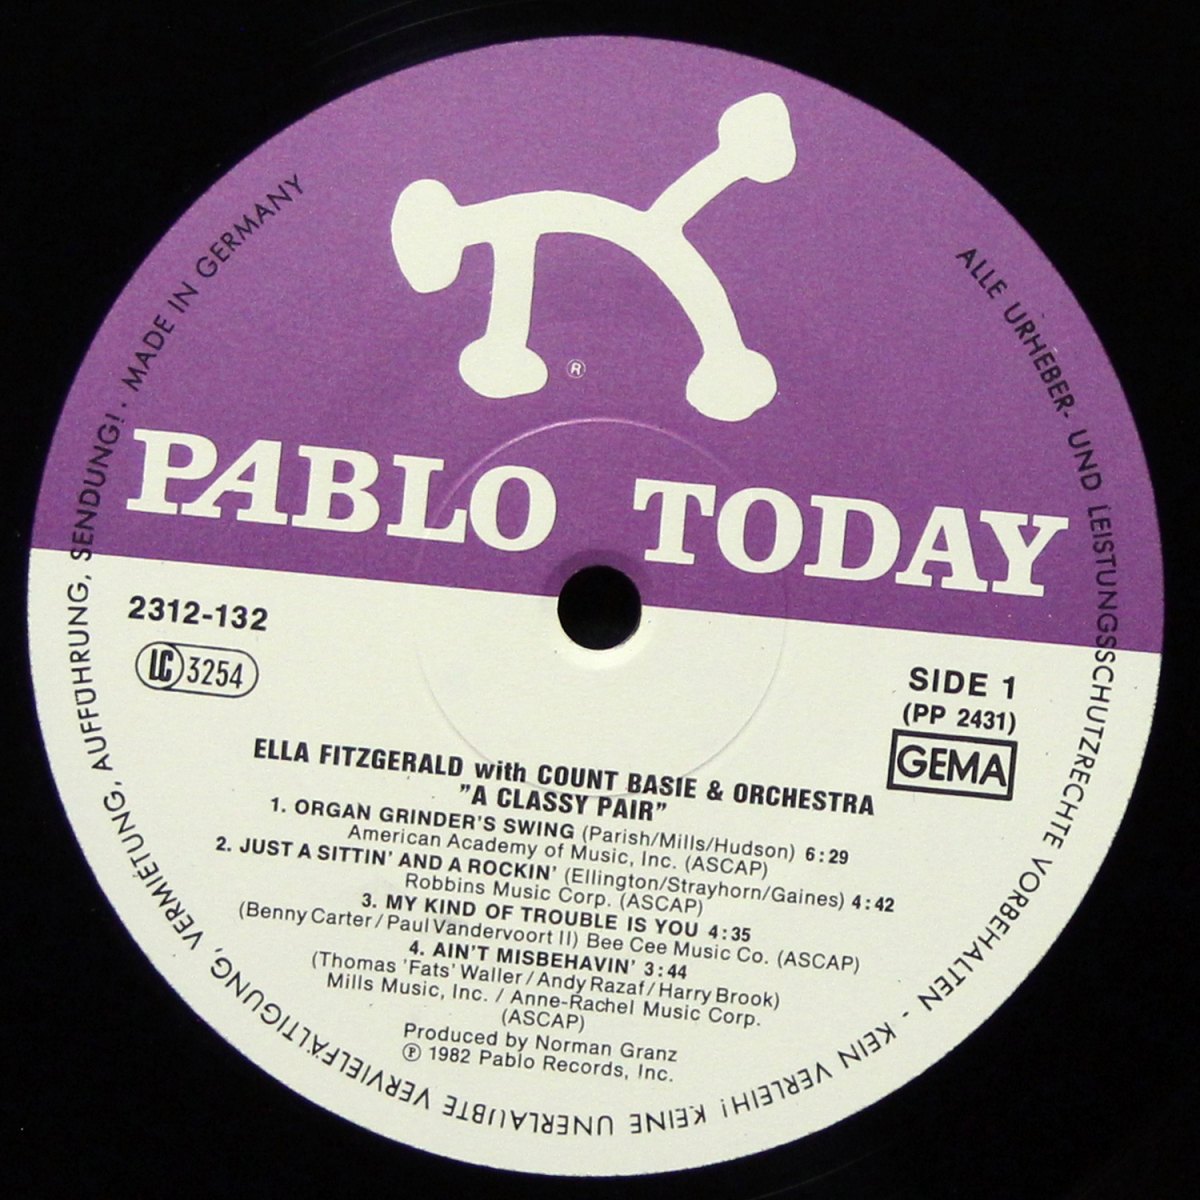 ALLE URHEBER- UND LEISTUNGSSCHUTZRECHTE VORBEHALTEN - KEIN VERLEIH! KEINE UNERLAUBTE VERVIELFÄLTIGUNG, VERMIETUNG, AUFFÜHRUNG, SENDUNG! · MADE IN GERMANY
®
PABLO TODAY
2312-132
LC 3254
SIDE 1
(PP 2431)
GEMA
ELLA FITZGERALD with COUNT BASIE & ORCHESTRA
"A CLASSY PAIR"
1. ORGAN GRINDER'S SWING (Parish/Mills/Hudson) 6:29
American Academy of Music, Inc. (ASCAP)
2. JUST A SITTIN' AND A ROCKIN' (Ellington/Strayhorn/Gaines) 4:42
Robbins Music Corp. (ASCAP)
3. MY KIND OF TROUBLE IS YOU 4:35
(Benny Carter/Paul Vandervoort II) Bee Cee Music Co. (ASCAP)
4. AIN'T MISBEHAVIN' 3:44
(Thomas 'Fats' Waller/Andy Razaf/Harry Brook)
Mills Music, Inc. / Anne-Rachel Music Corp.
(ASCAP)
Produced by Norman Granz
℗ 1982 Pablo Records, Inc.